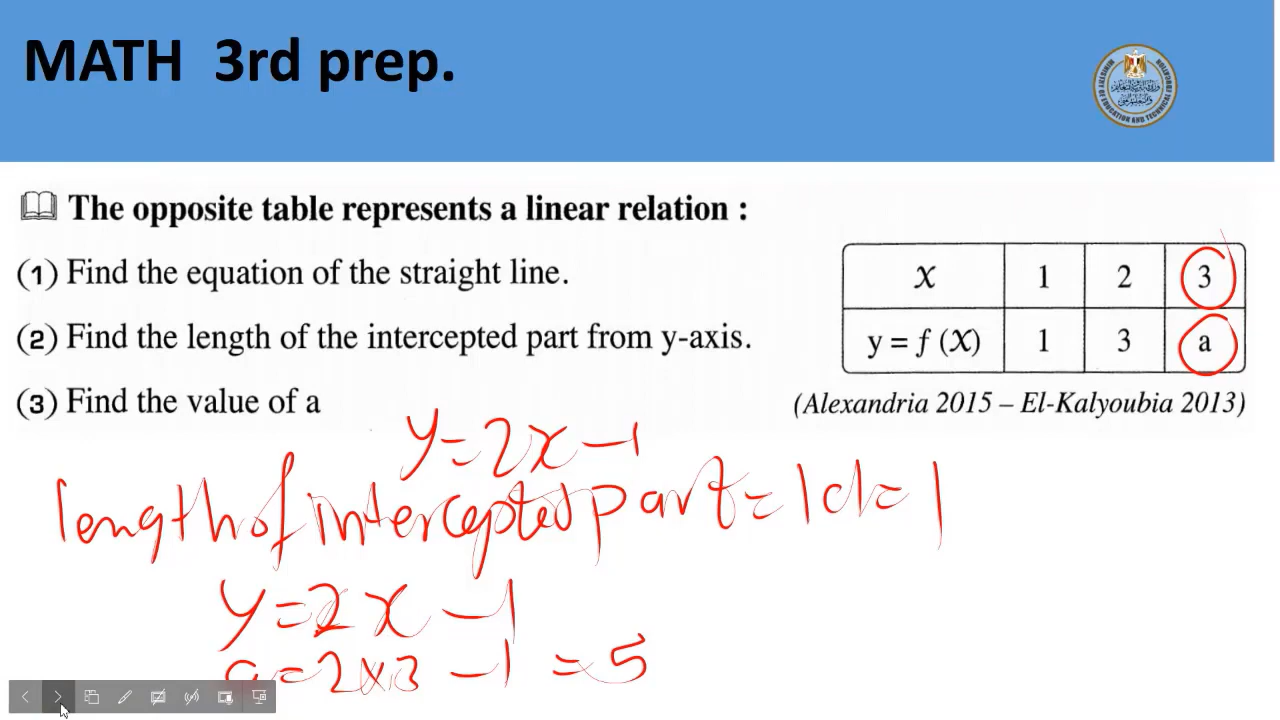 MATH 3rd prep.
The opposite table represents a linear relation :
(1) Find the equation of the straight line.
(2) Find the length of the intercepted part from y-axis.
(3) Find the value of a
x 1 2 3
y = f (x) 1 3 a
(Alexandria 2015 – El-Kalyoubia 2013)
y=2x-1
length of intercepted part = |c| = 1
y=2x-1
a=2×3-1=5